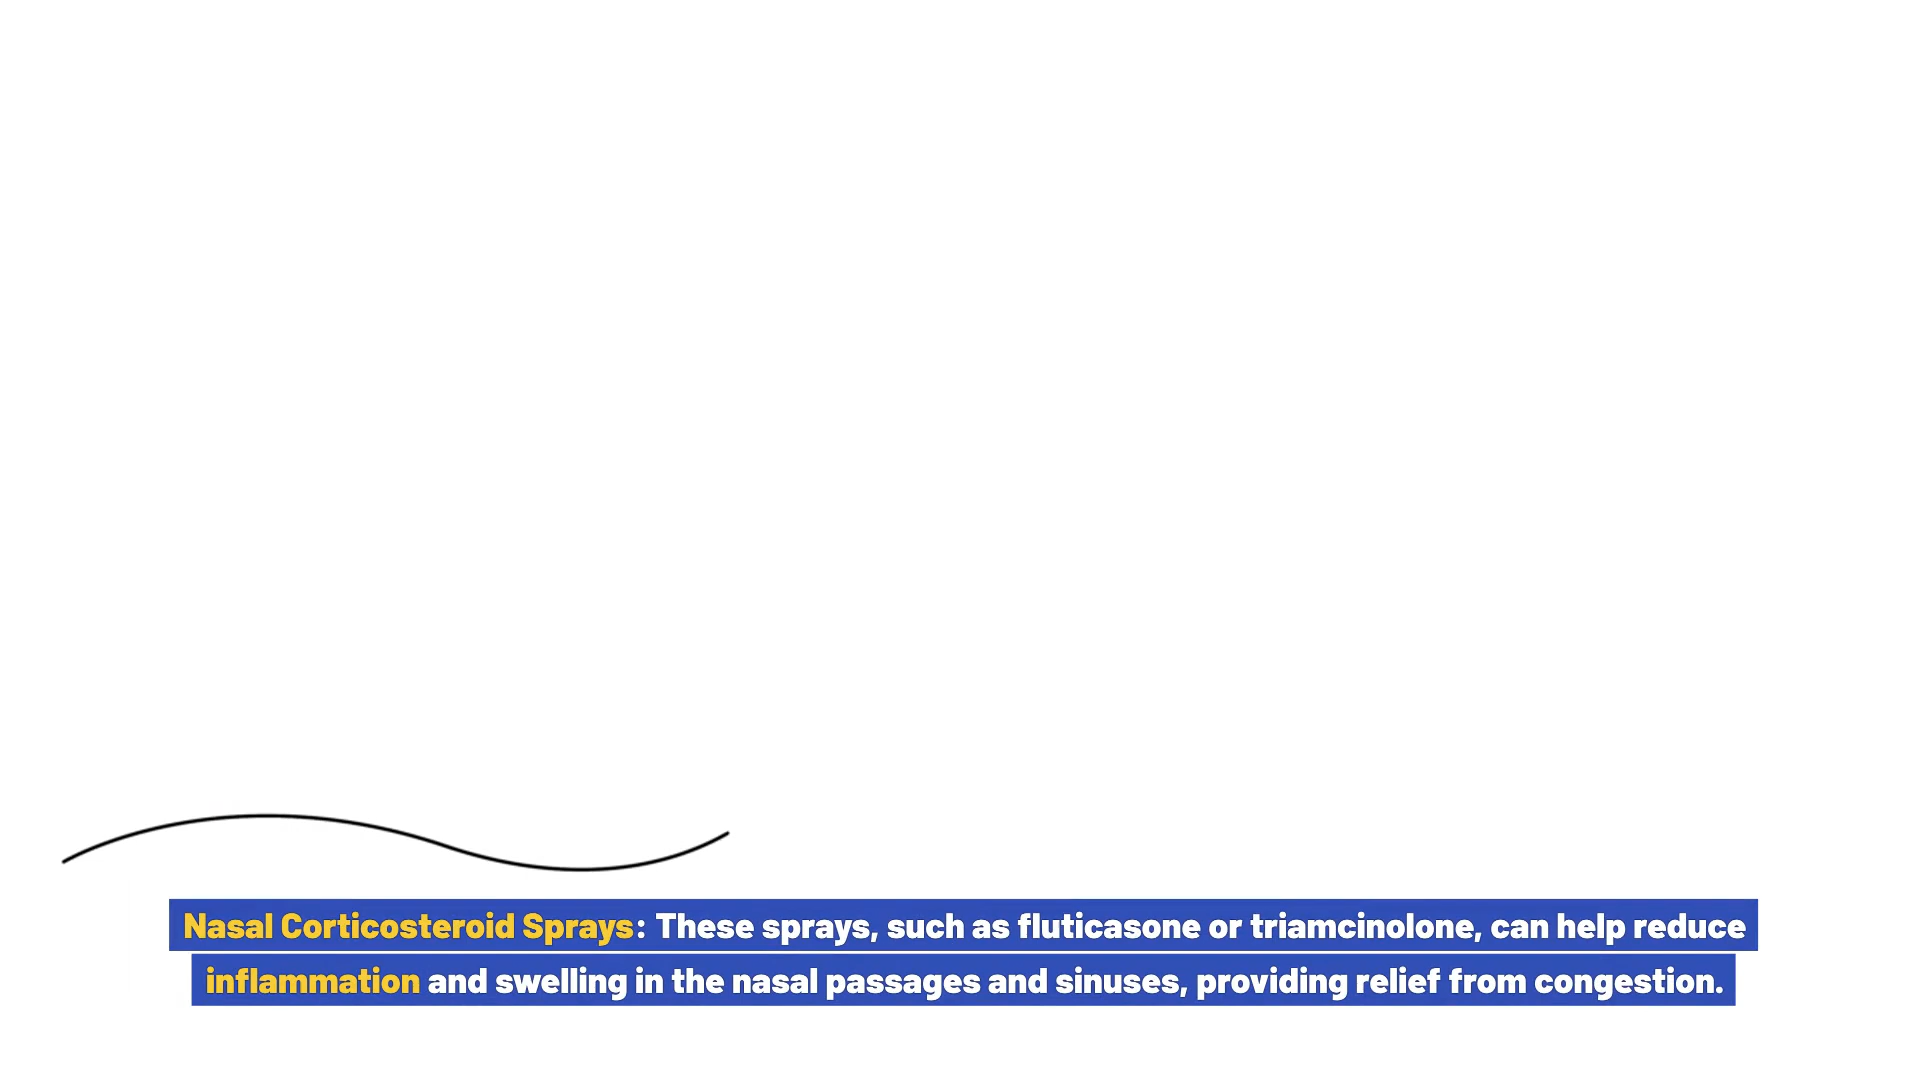 Nasal Corticosteroid Sprays: These sprays, such as fluticasone or triamcinolone, can help reduce
inflammation and swelling in the nasal passages and sinuses, providing relief from congestion.